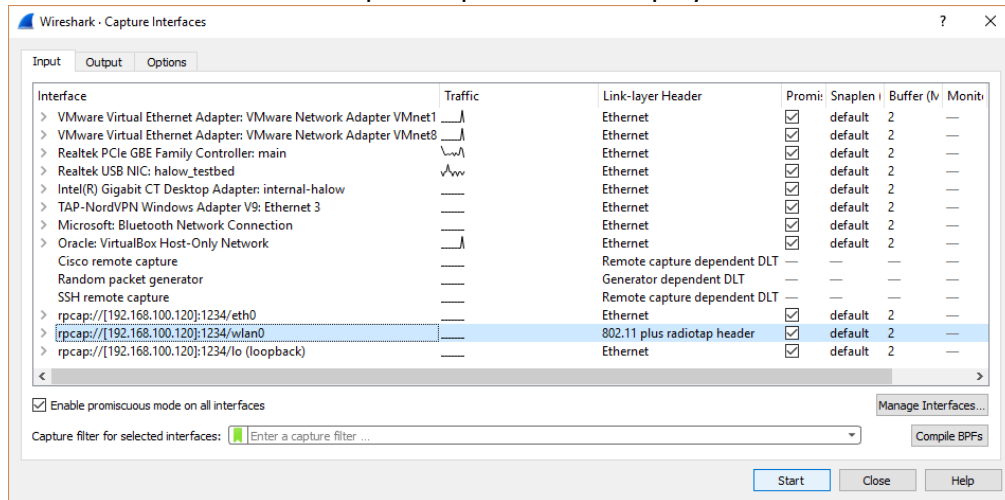 Wireshark · Capture Interfaces ? ×
Input Output Options
Interface Traffic Link-layer Header Promi: Snaplen ( Buffer (M Monit
> VMware Virtual Ethernet Adapter: VMware Network Adapter VMnet1 Ethernet default 2 —
> VMware Virtual Ethernet Adapter: VMware Network Adapter VMnet8 Ethernet default 2 —
> Realtek PCIe GBE Family Controller: main Ethernet default 2 —
> Realtek USB NIC: halow_testbed Ethernet default 2 —
> Intel(R) Gigabit CT Desktop Adapter: internal-halow Ethernet default 2 —
> TAP-NordVPN Windows Adapter V9: Ethernet 3 Ethernet default 2 —
> Microsoft: Bluetooth Network Connection Ethernet default 2 —
> Oracle: VirtualBox Host-Only Network Ethernet default 2 —
Cisco remote capture Remote capture dependent DLT — — — —
Random packet generator Generator dependent DLT — — — —
SSH remote capture Remote capture dependent DLT — — — —
> rpcap://[192.168.100.120]:1234/eth0 Ethernet default 2 —
> rpcap://[192.168.100.120]:1234/wlan0 802.11 plus radiotap header default 2 —
> rpcap://[192.168.100.120]:1234/lo (loopback) Ethernet default 2 —
Enable promiscuous mode on all interfaces Manage Interfaces...
Capture filter for selected interfaces: Enter a capture filter ... Compile BPFs
Start Close Help